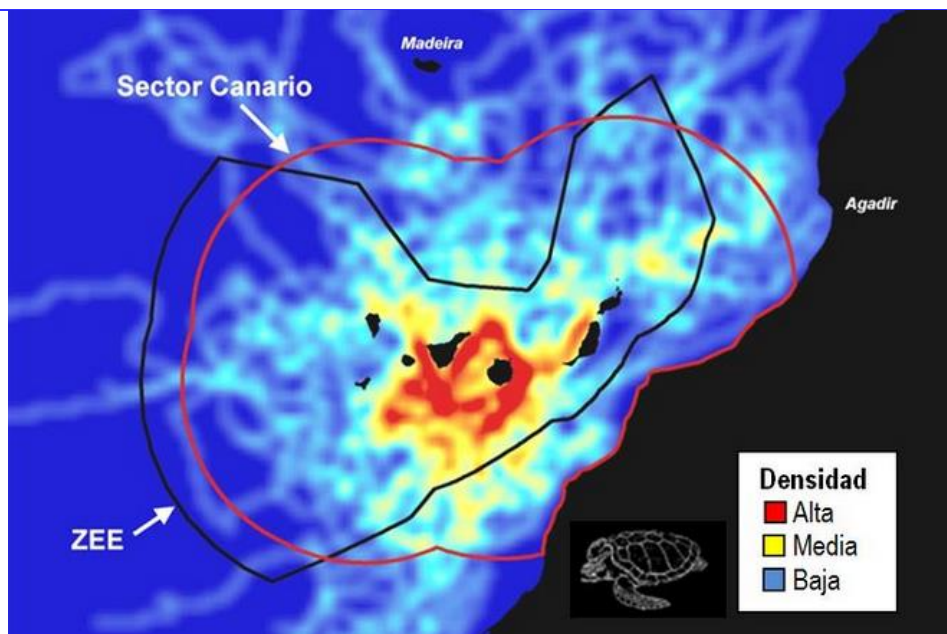 Madeira
Sector Canario
Agadir
ZEE
Densidad
Alta
Media
Baja